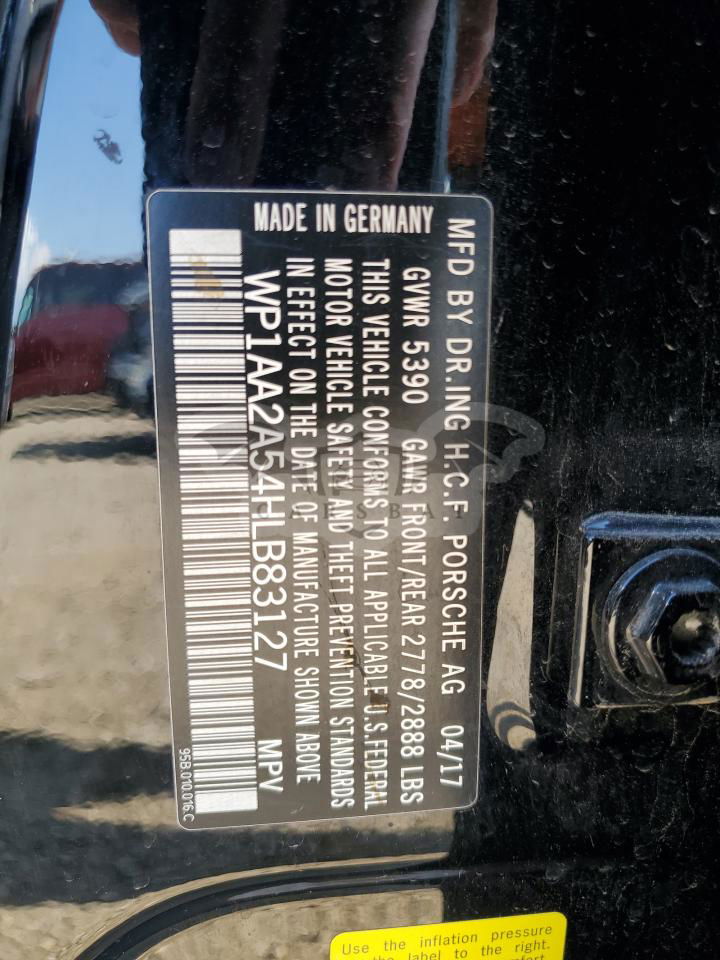 MFD BY DR.ING H.C.F. PORSCHE AG 04/17
MADE IN GERMANY
GVWR 5390 GAWR FRONT/REAR 2778/2888 LBS
THIS VEHICLE CONFORMS TO ALL APPLICABLE U.S.FEDERAL
MOTOR VEHICLE SAFETY AND THEFT PREVENTION STANDARDS
IN EFFECT ON THE DATE OF MANUFACTURE SHOWN ABOVE
WP1AA2A54HLB83127 MPV
95B.010.016.C
Use the inflation pressure
the label to the right.